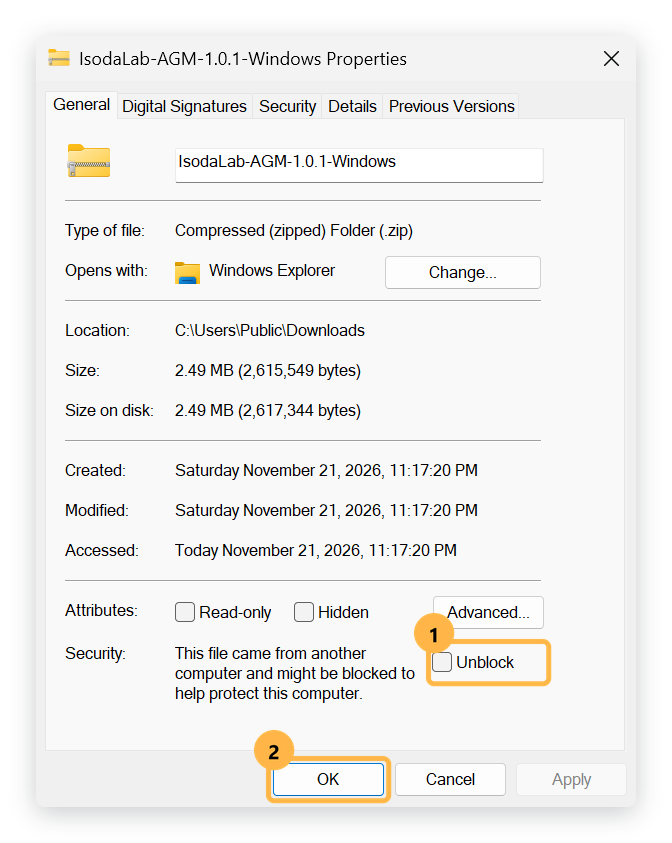 IsodaLab-AGM-1.0.1-Windows Properties
General Digital Signatures Security Details Previous Versions
IsodaLab-AGM-1.0.1-Windows
Type of file: Compressed (zipped) Folder (.zip)
Opens with: Windows Explorer Change...
Location: C:\Users\Public\Downloads
Size: 2.49 MB (2,615,549 bytes)
Size on disk: 2.49 MB (2,617,344 bytes)
Created: Saturday November 21, 2026, 11:17:20 PM
Modified: Saturday November 21, 2026, 11:17:20 PM
Accessed: Today November 21, 2026, 11:17:20 PM
Attributes: Read-only Hidden Advanced...
1
Security: This file came from another
computer and might be blocked to
help protect this computer.
Unblock
2
OK Cancel Apply